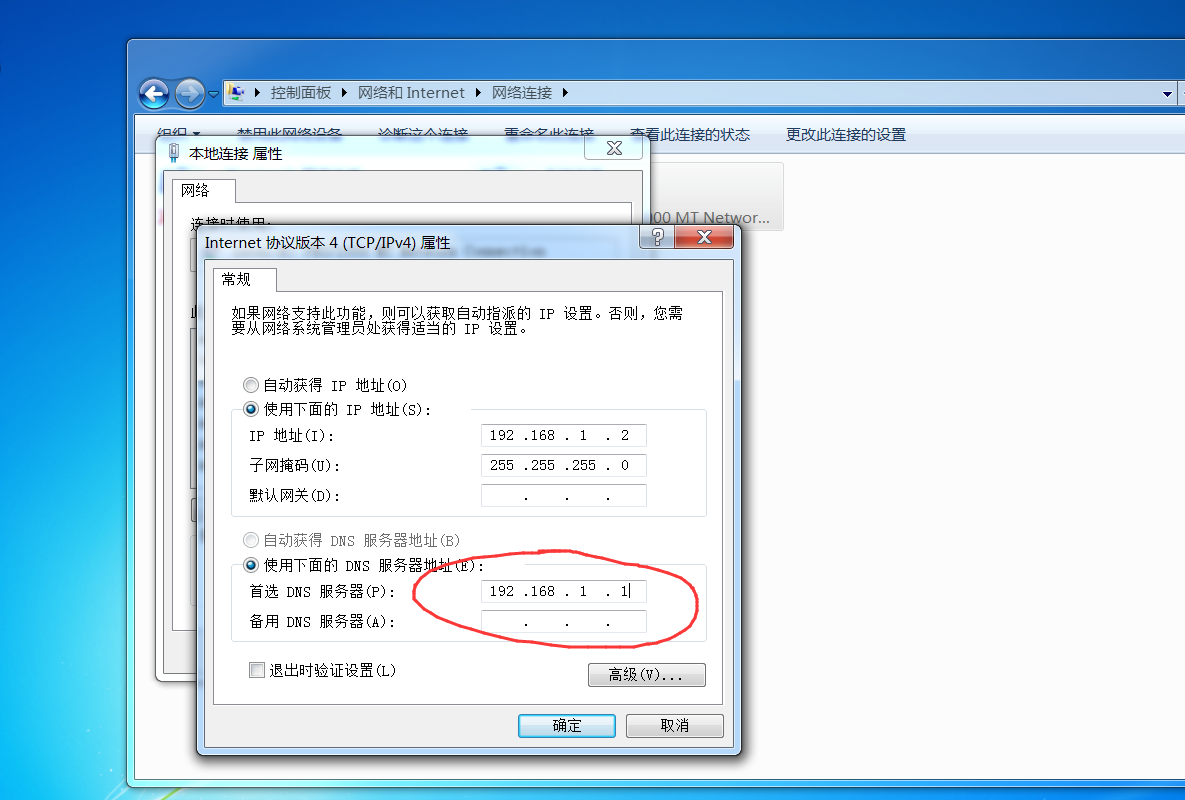 控制面板 网络和 Internet 网络连接
组织 禁用此网络设备 诊断这个连接 重命名此连接 查看此连接的状态 更改此连接的设置
本地连接 属性
网络
连接时使用:
00 MT Networ...
Internet 协议版本 4 (TCP/IPv4) 属性
常规
如果网络支持此功能，则可以获取自动指派的 IP 设置。否则，您需
要从网络系统管理员处获得适当的 IP 设置。
自动获得 IP 地址(O)
使用下面的 IP 地址(S):
IP 地址(I): 192 .168 . 1 . 2
子网掩码(U): 255 .255 .255 . 0
默认网关(D): . . .
自动获得 DNS 服务器地址(B)
使用下面的 DNS 服务器地址(E):
首选 DNS 服务器(P): 192 .168 . 1 . 1
备用 DNS 服务器(A): . . .
退出时验证设置(L)
高级(V)...
确定 取消